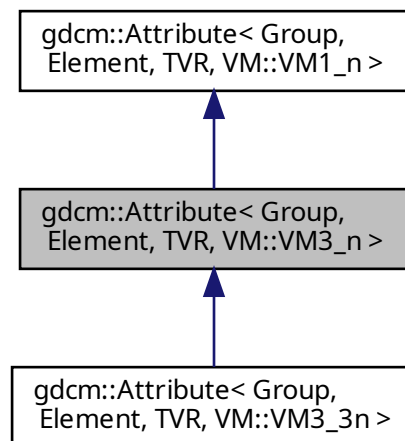 gdcm::Attribute< Group,
Element, TVR, VM::VM1_n >
gdcm::Attribute< Group,
Element, TVR, VM::VM3_n >
gdcm::Attribute< Group,
Element, TVR, VM::VM3_3n >